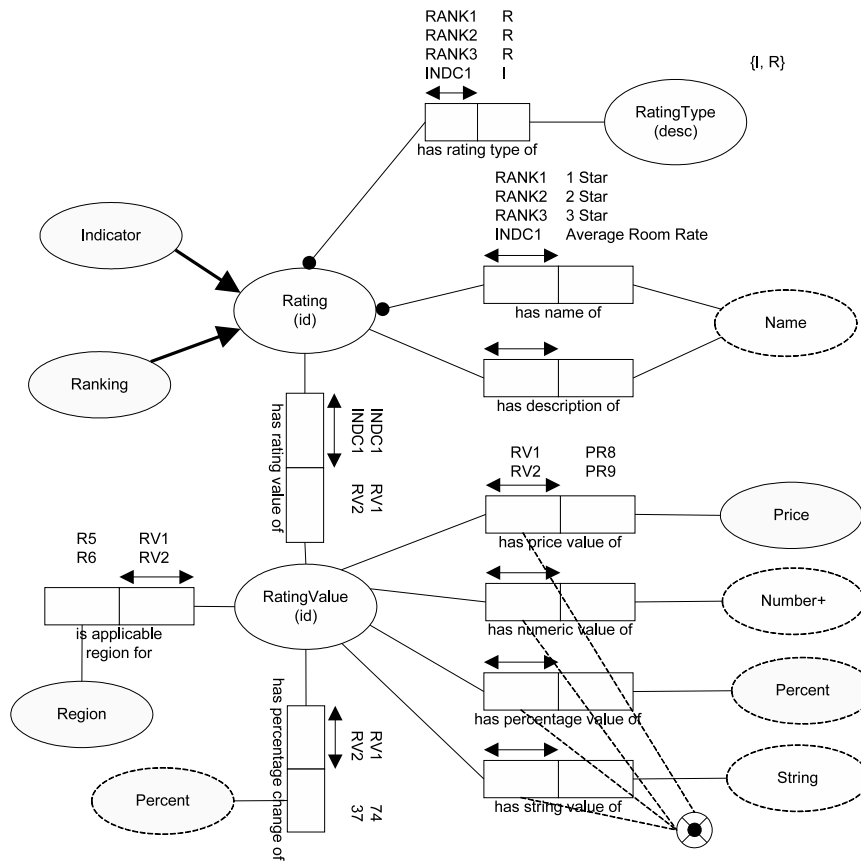 RANK1 R
RANK2 R
RANK3 R
INDC1 I
{I, R}
RatingType
(desc)
has rating type of
RANK1 1 Star
RANK2 2 Star
RANK3 3 Star
INDC1 Average Room Rate
Indicator
Rating
(id)
has name of
Name
Ranking
has description of
has rating value of
INDC1 RV1
INDC1 RV2
RV1 PR8
RV2 PR9
Price
has price value of
R5 RV1
R6 RV2
RatingValue
(id)
Number+
has numeric value of
is applicable
region for
Region
Percent
has percentage value of
has percentage change of
RV1 74
RV2 37
String
has string value of
Percent